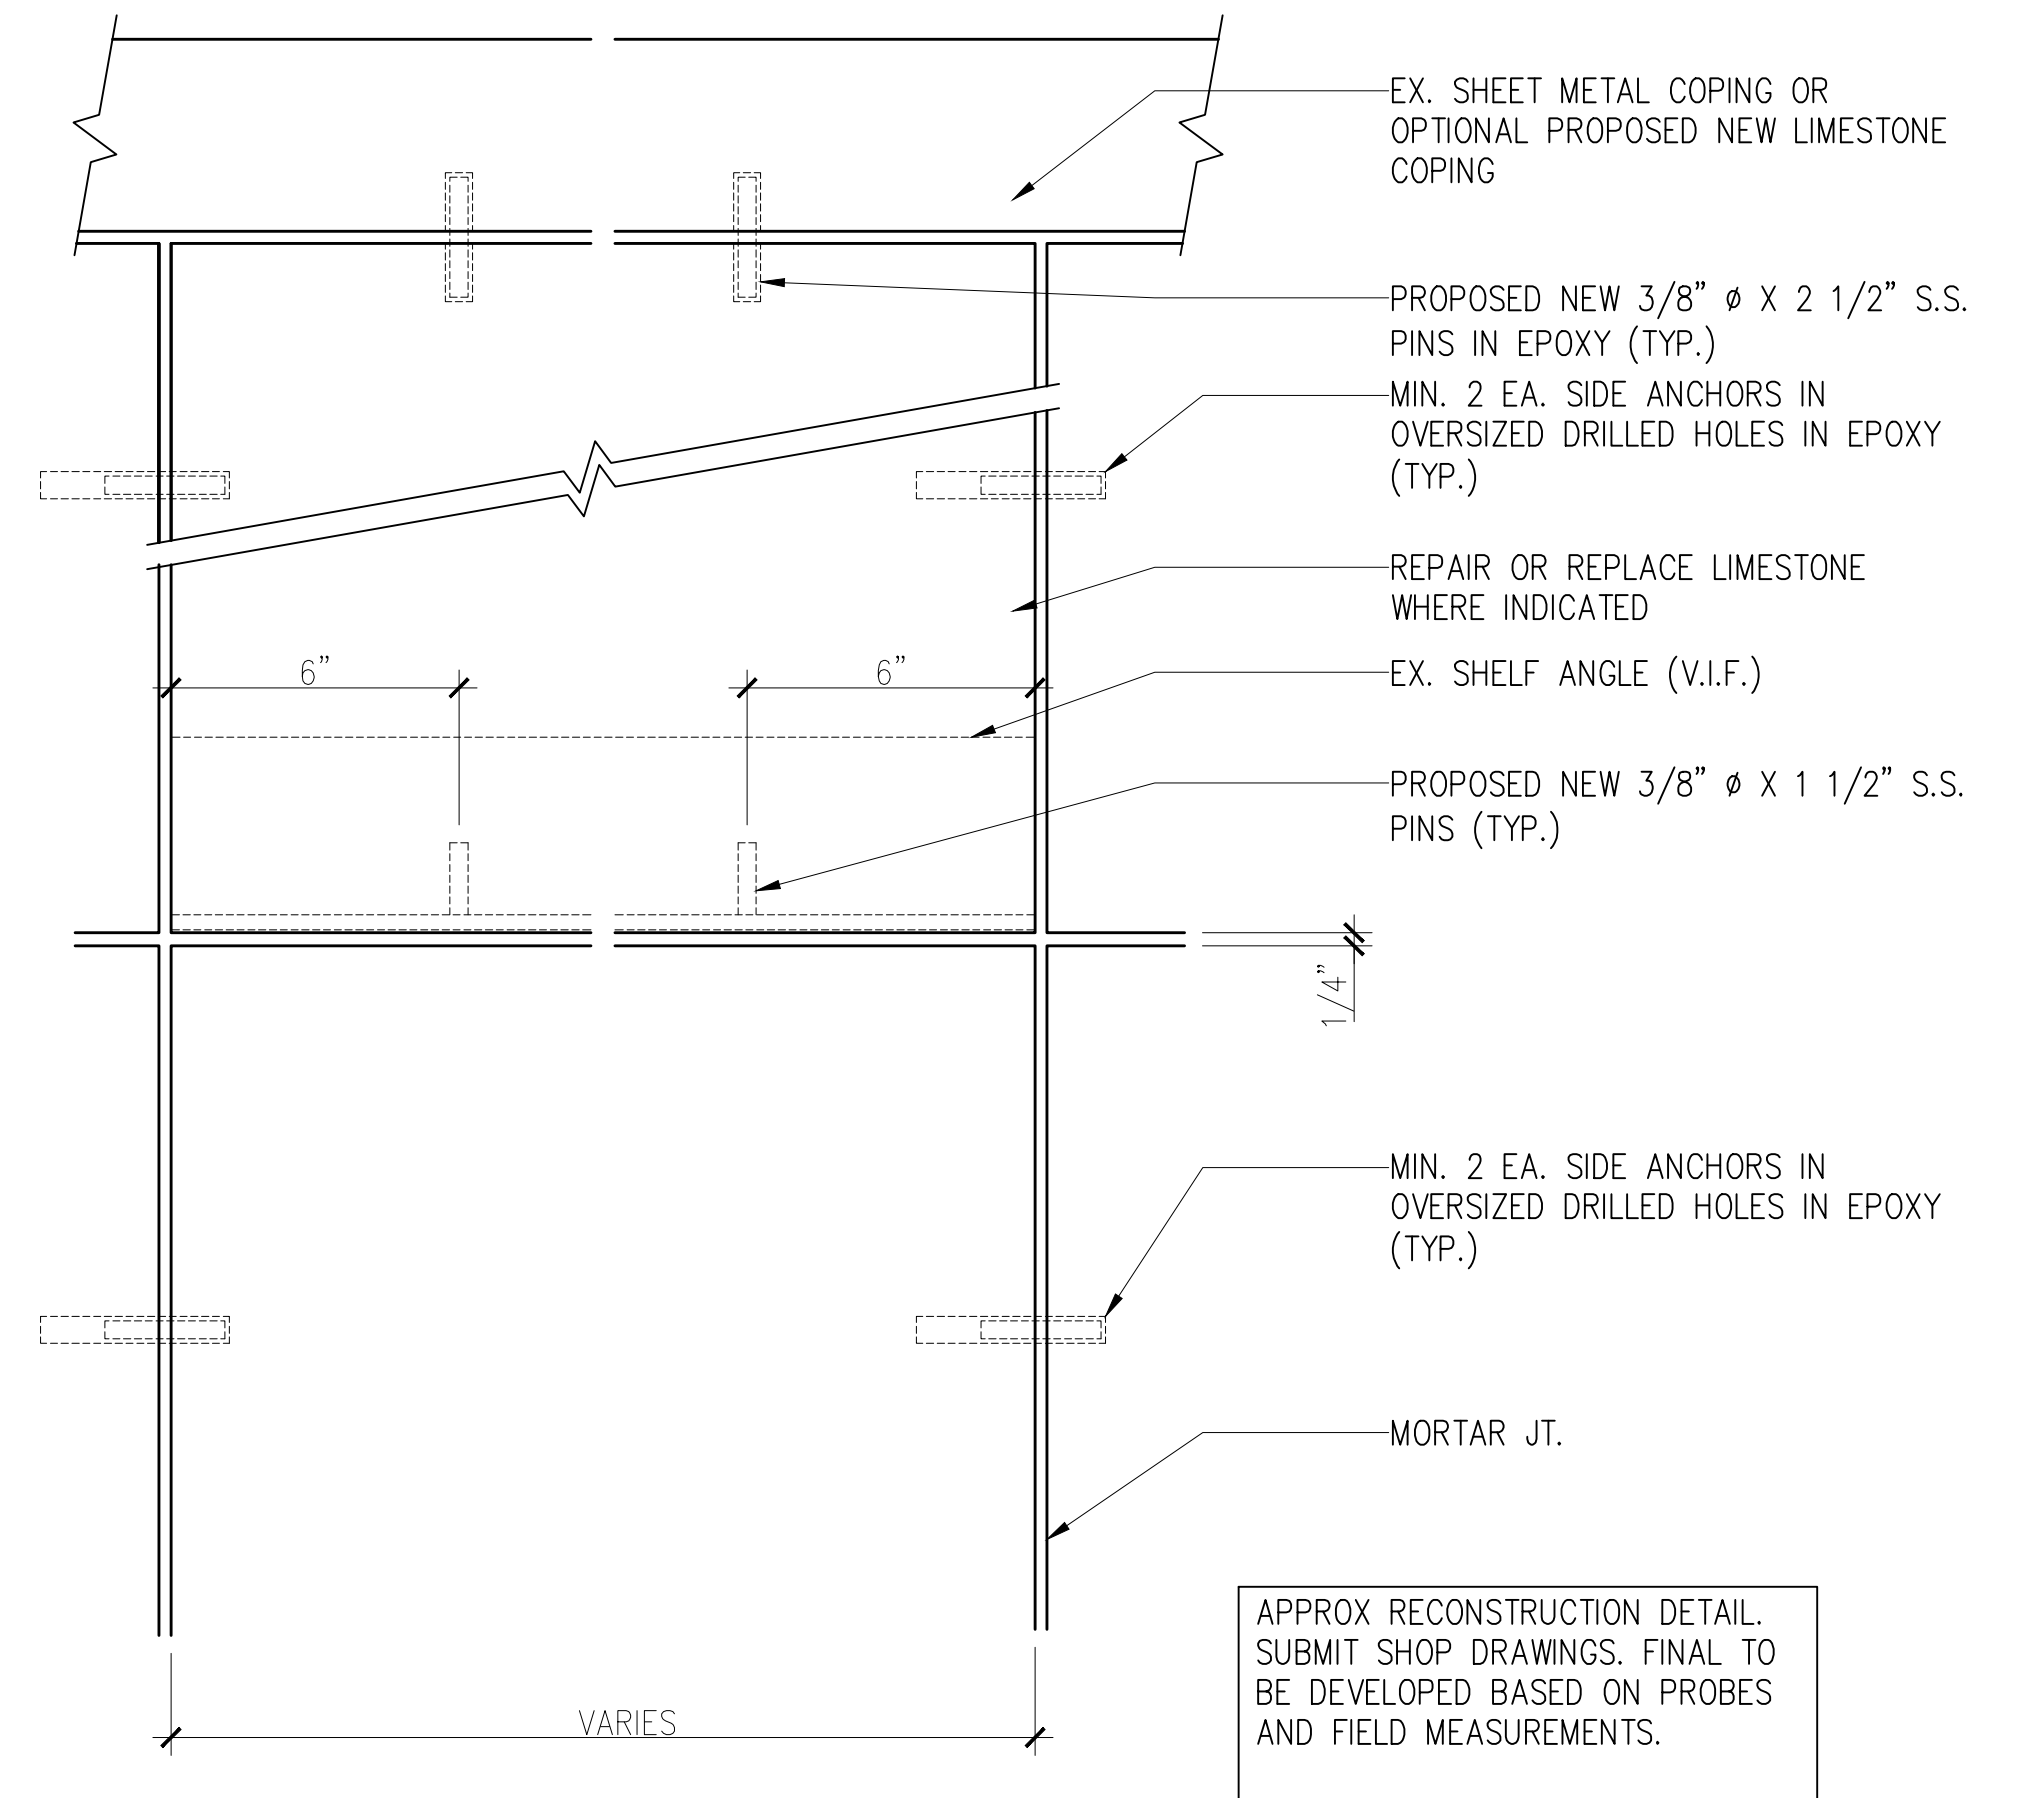 EX. SHEET METAL COPING OR
OPTIONAL PROPOSED NEW LIMESTONE
COPING
PROPOSED NEW 3/8" ø X 2 1/2" S.S.
PINS IN EPOXY (TYP.)
MIN. 2 EA. SIDE ANCHORS IN
OVERSIZED DRILLED HOLES IN EPOXY
(TYP.)
REPAIR OR REPLACE LIMESTONE
WHERE INDICATED
6"
6"
EX. SHELF ANGLE (V.I.F.)
PROPOSED NEW 3/8" ø X 1 1/2" S.S.
PINS (TYP.)
1/4"
MIN. 2 EA. SIDE ANCHORS IN
OVERSIZED DRILLED HOLES IN EPOXY
(TYP.)
MORTAR JT.
APPROX RECONSTRUCTION DETAIL.
SUBMIT SHOP DRAWINGS. FINAL TO
BE DEVELOPED BASED ON PROBES
AND FIELD MEASUREMENTS.
VARIES